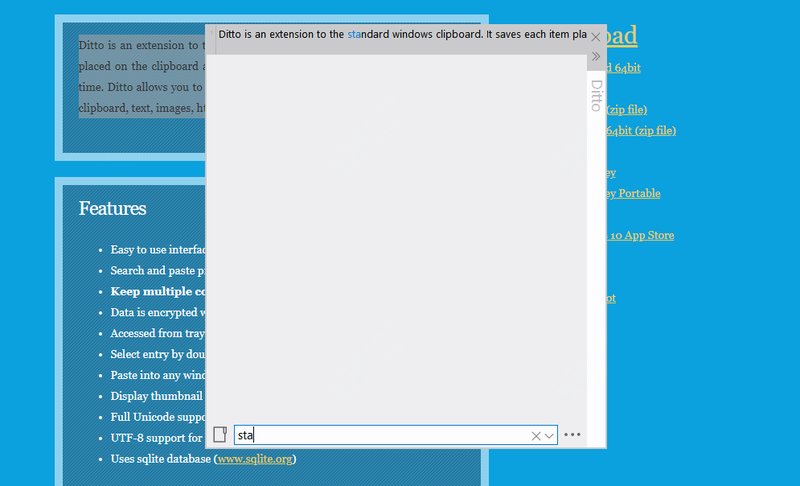 Ditto is an extension to the standard windows clipboard. It saves each item pla
Ditto
sta
Ditto is an extension to t
placed on the clipboard a
time. Ditto allows you to
clipboard, text, images, ht
Features
Easy to use interfac
Search and paste p
Keep multiple co
Data is encrypted w
Accessed from tray
Select entry by dou
Paste into any wind
Display thumbnail
Full Unicode suppo
UTF-8 support for
Uses sqlite database (www.sqlite.org)
oad
d 64bit
(zip file)
64bit (zip file)
ey
ey Portable
10 App Store
ot